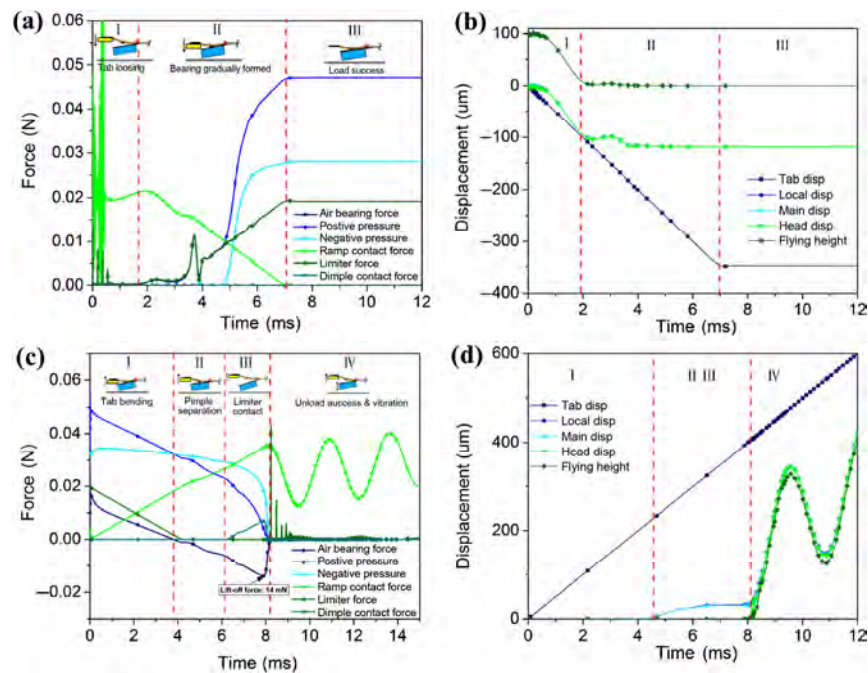 (a)
I
II
III
Tab loosing
Bearing gradually formed
Load success
Force (N)
0.06
0.05
0.04
0.03
0.02
0.01
0.00
Air bearing force
Postive pressure
Negative pressure
Ramp contact force
Limiter force
Dimple contact force
0 2 4 6 8 10 12
Time (ms)
(b)
I
II
III
Displacement (um)
100
0
−100
−200
−300
−400
Tab disp
Local disp
Main disp
Head disp
Flying height
0 2 4 6 8 10 12
Time (ms)
(c)
I
II
III
IV
Tab bending
Pimple
separation
Limiter
contact
Unload success & vibration
Force (N)
0.06
0.04
0.02
0.00
−0.02
Lift-off force: 14 mN
Air bearing force
Postive pressure
Negative pressure
Ramp contact force
Limiter force
Dimple contact force
0 2 4 6 8 10 12 14
Time (ms)
(d)
I
II III
IV
Displacement (um)
600
400
200
0
Tab disp
Local disp
Main disp
Head disp
Flying height
0 2 4 6 8 10 12
Time (ms)